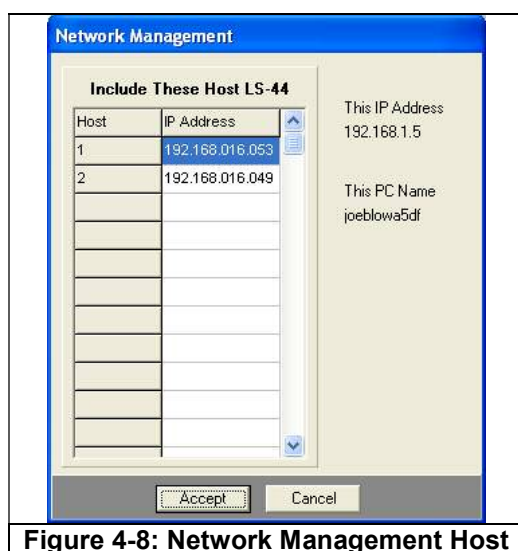 Network Management
Include These Host LS-44
Host IP Address
1 192.168.016.053
2 192.168.016.049
This IP Address
192.168.1.5
This PC Name
joeblowa5df
Accept Cancel
Figure 4-8: Network Management Host